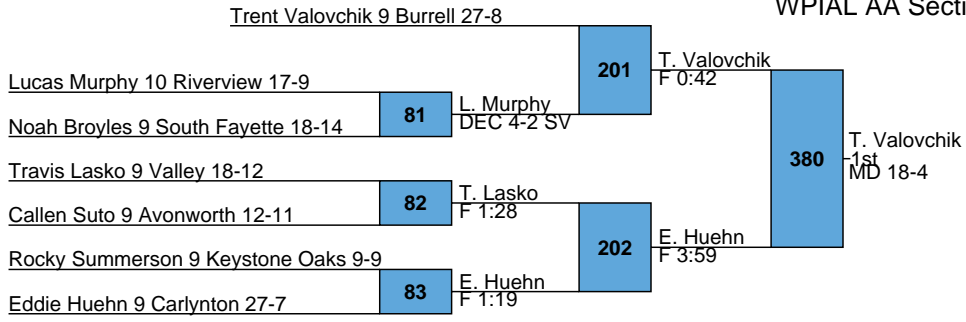 WPIAL AA Secti
Trent Valovchik 9 Burrell 27-8
201
T. Valovchik
F 0:42
Lucas Murphy 10 Riverview 17-9
81
L. Murphy
DEC 4-2 SV
Noah Broyles 9 South Fayette 18-14
380
T. Valovchik
1st
MD 18-4
Travis Lasko 9 Valley 18-12
82
T. Lasko
F 1:28
Callen Suto 9 Avonworth 12-11
202
E. Huehn
F 3:59
Rocky Summerson 9 Keystone Oaks 9-9
83
E. Huehn
F 1:19
Eddie Huehn 9 Carlynton 27-7